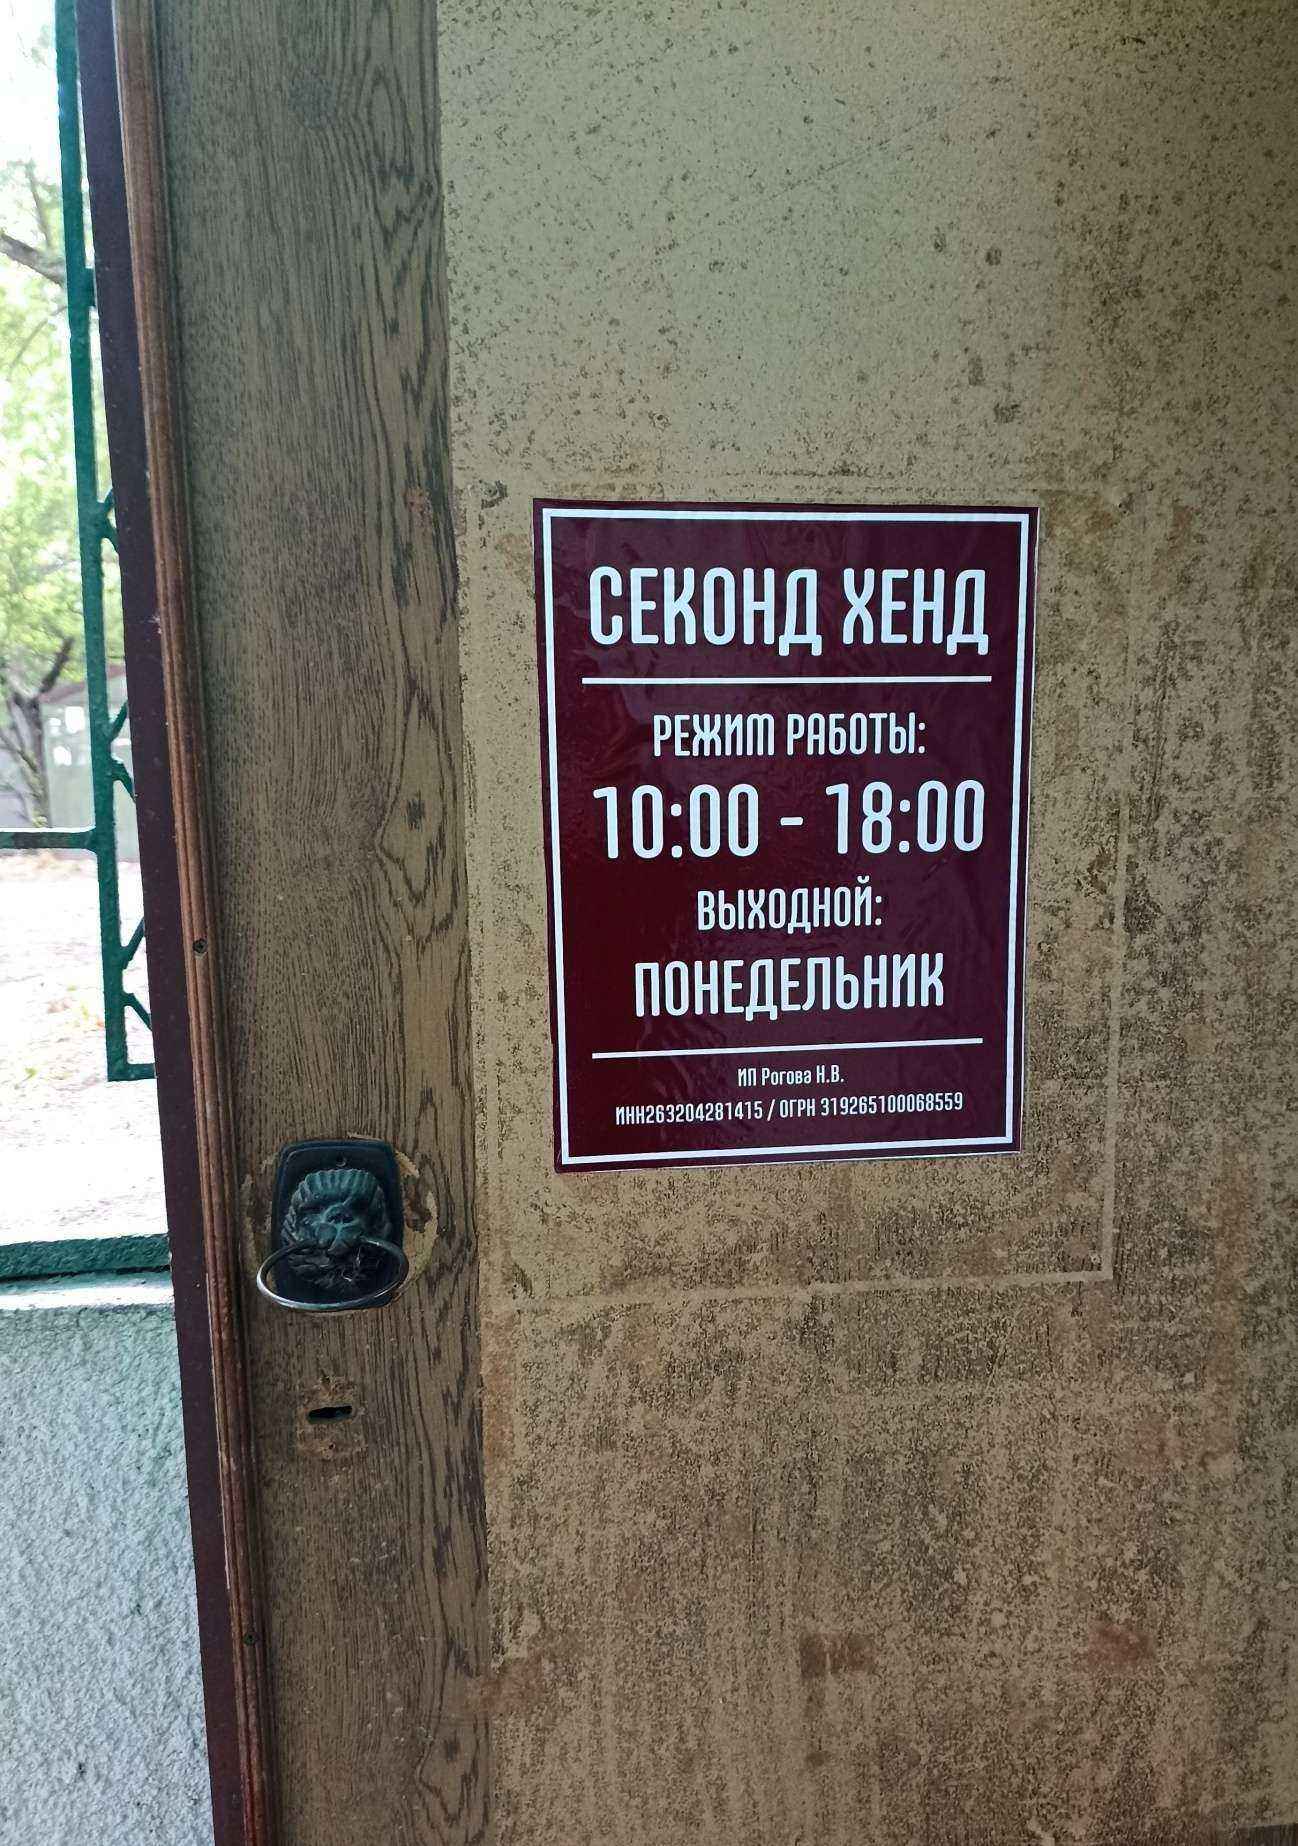 СЕКОНД ХЕНД
РЕЖИМ РАБОТЫ:
10:00 - 18:00
ВЫХОДНОЙ:
ПОНЕДЕЛЬНИК
ИП Рогова Н.В.
ИНН263204281415 / ОГРН 319265100068559